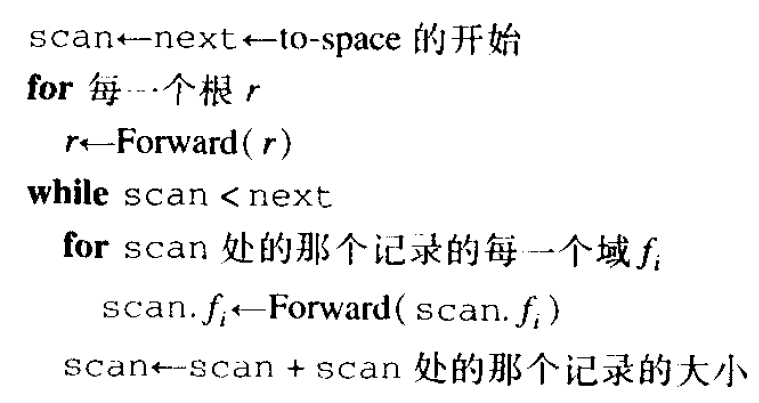 scan←next←to-space 的开始
for 每一个根 r
r←Forward( r )
while scan < next
for scan 处的那个记录的每一个域 fᵢ
scan. fᵢ←Forward( scan. fᵢ )
scan←scan + scan 处的那个记录的大小